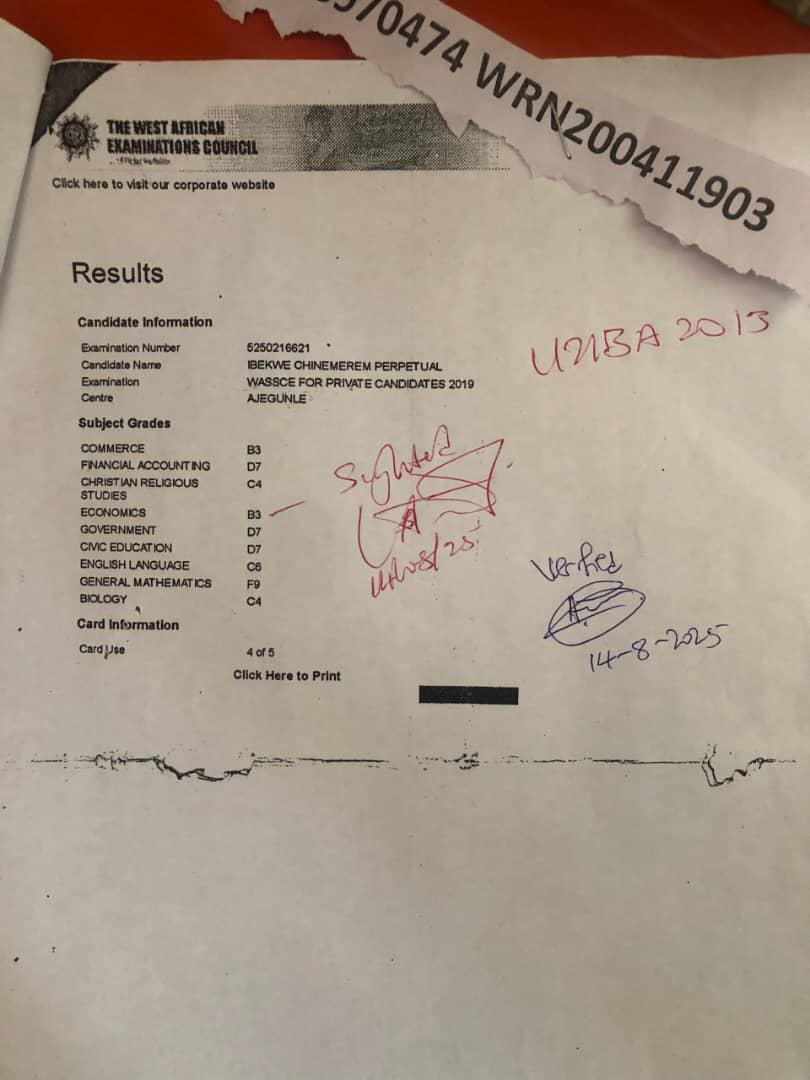 70474 WRN200411903
THE WEST AFRICAN
EXAMINATIONS COUNCIL
Click here to visit our corporate website
Results
U21BA 2013
Candidate Information
Examination Number 5250216621
Candidate Name IBEKWE CHINEMEREM PERPETUAL
Examination WASSCE FOR PRIVATE CANDIDATES 2019
Centre AJEGUNLE
Subject Grades
COMMERCE B3
FINANCIAL ACCOUNTING D7
CHRISTIAN RELIGIOUS
STUDIES C4
ECONOMICS B3
GOVERNMENT D7
CIVIC EDUCATION D7
ENGLISH LANGUAGE C6
GENERAL MATHEMATICS F9
BIOLOGY C4
Sighted
Verified
14-8-2025
Card Information
Card Use 4 of 5
Click Here to Print